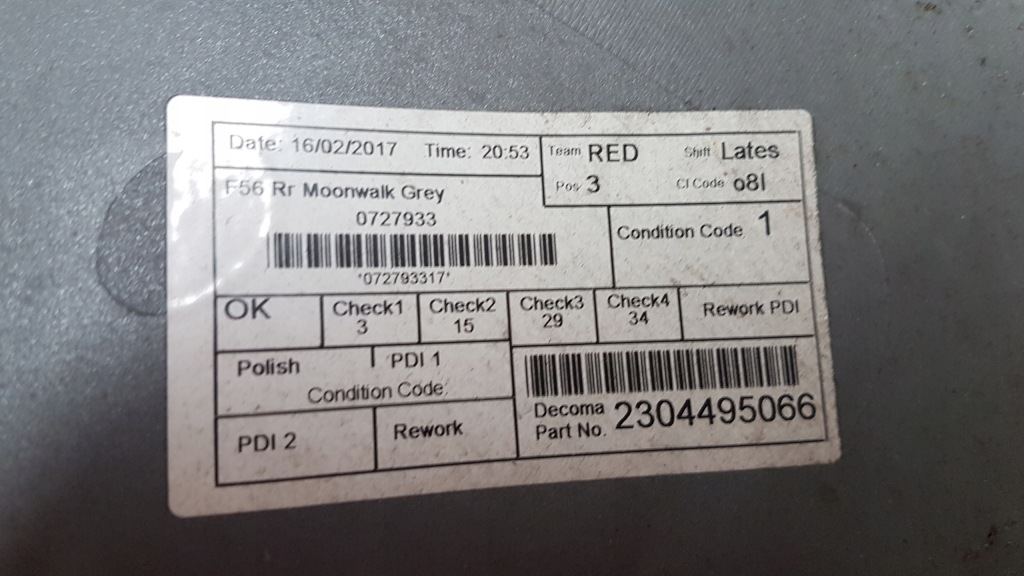 Date: 16/02/2017 Time: 20:53
Team RED Shift Lates
Pos 3 CI Code o8l
F56 Rr Moonwalk Grey
0727933
*072793317*
Condition Code 1
OK
Check1
3
Check2
15
Check3
29
Check4
34
Rework PDI
Polish PDI 1
Condition Code:
Decoma
Part No. 2304495066
PDI 2
Rework